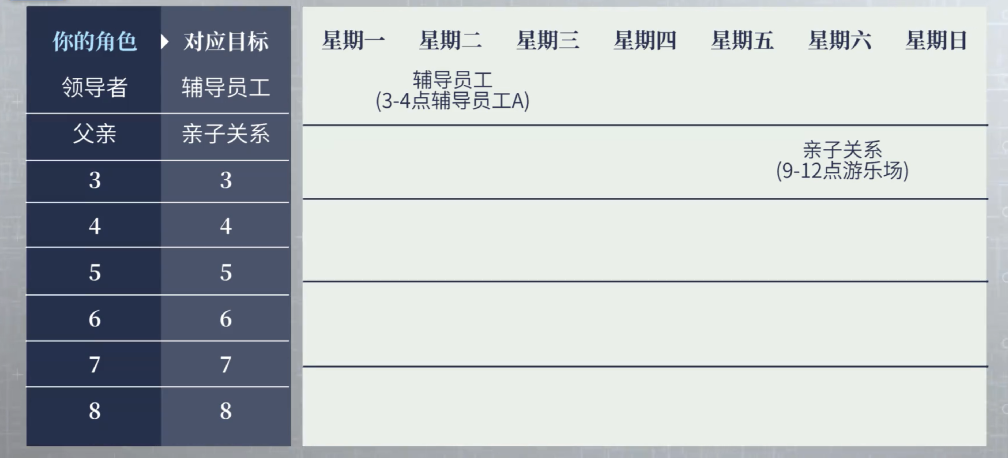 你的角色 对应目标 星期一 星期二 星期三 星期四 星期五 星期六 星期日
领导者 辅导员工 辅导员工
(3-4点辅导员工A)
父亲 亲子关系 亲子关系
(9-12点游乐场)
3 3
4 4
5 5
6 6
7 7
8 8